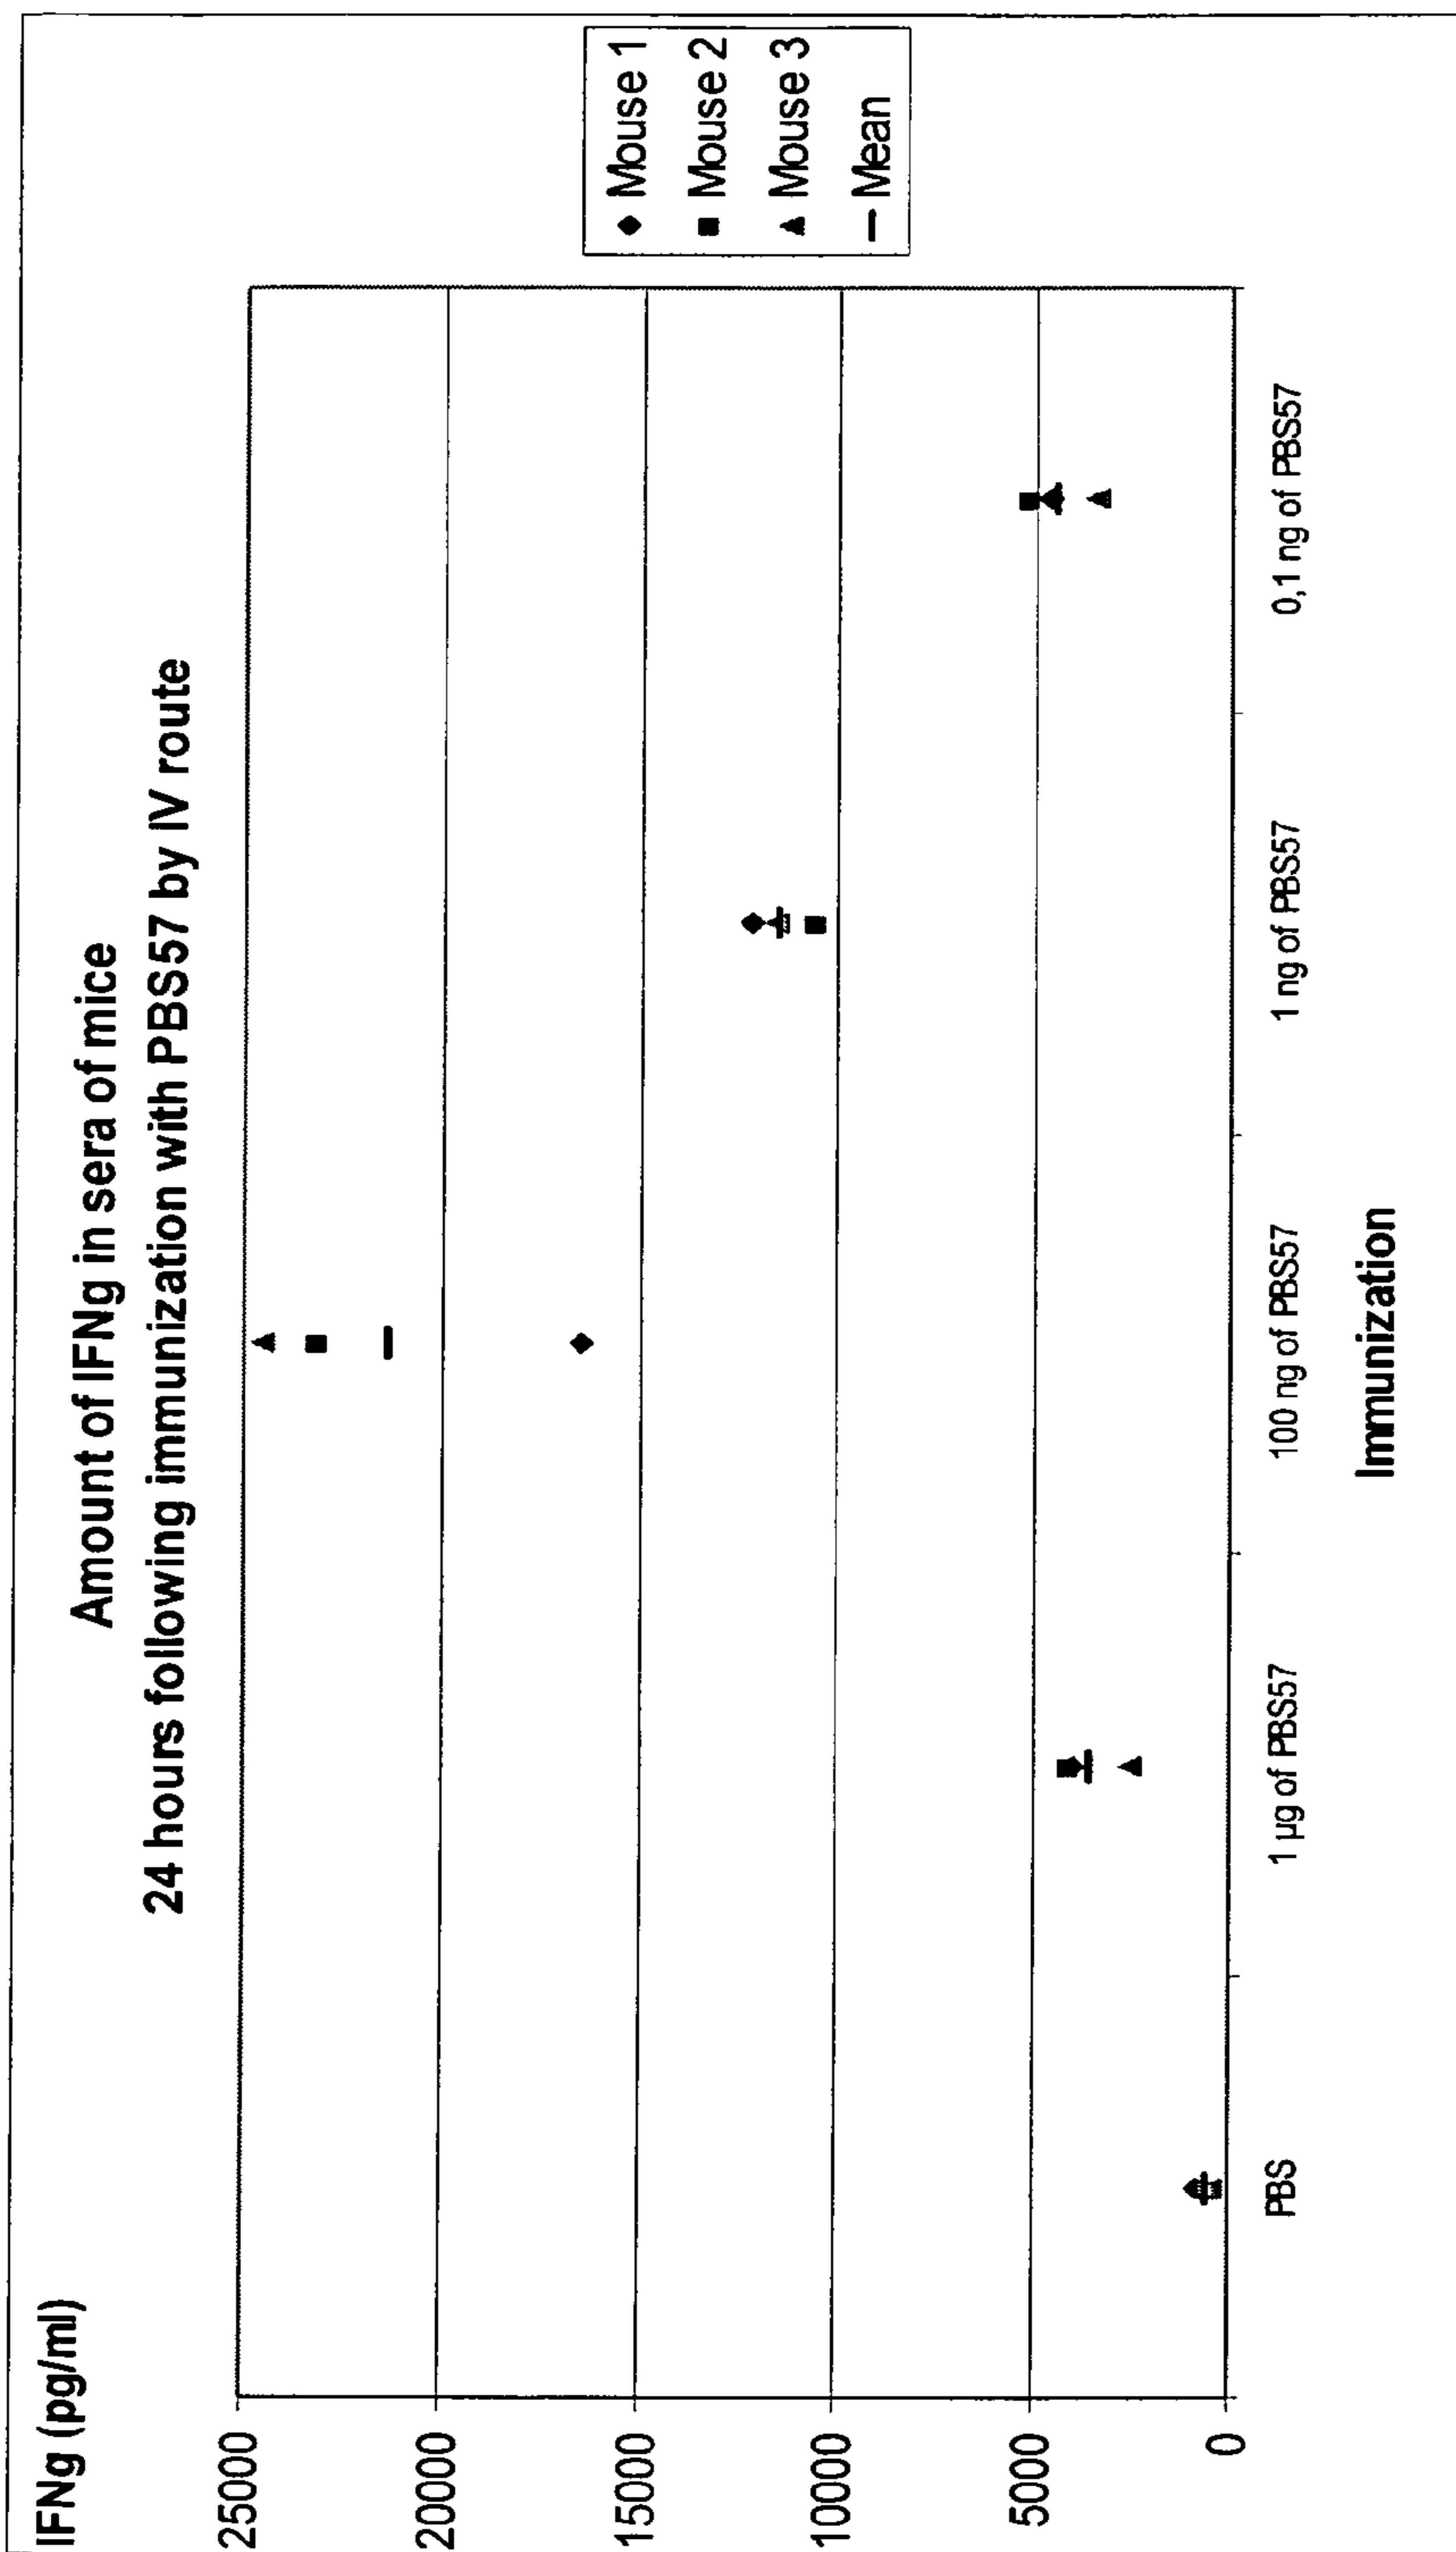 Amount of IFNg in sera of mice
24 hours following immunization with PBS57 by IV route
IFNg (pg/ml)
25000
20000
15000
10000
5000
0
PBS
1 µg of PBS57
100 ng of PBS57
1 ng of PBS57
0,1 ng of PBS57
Immunization
Mouse 1
Mouse 2
Mouse 3
Mean